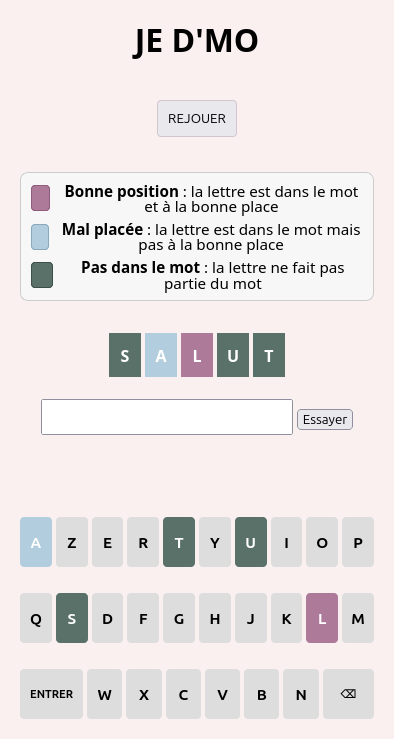 JE D'MO
REJOUER
Bonne position : la lettre est dans le mot
et à la bonne place
Mal placée : la lettre est dans le mot mais
pas à la bonne place
Pas dans le mot : la lettre ne fait pas
partie du mot
S A L U T
Essayer
A Z E R T Y U I O P
Q S D F G H J K L M
ENTRER W X C V B N ⌫